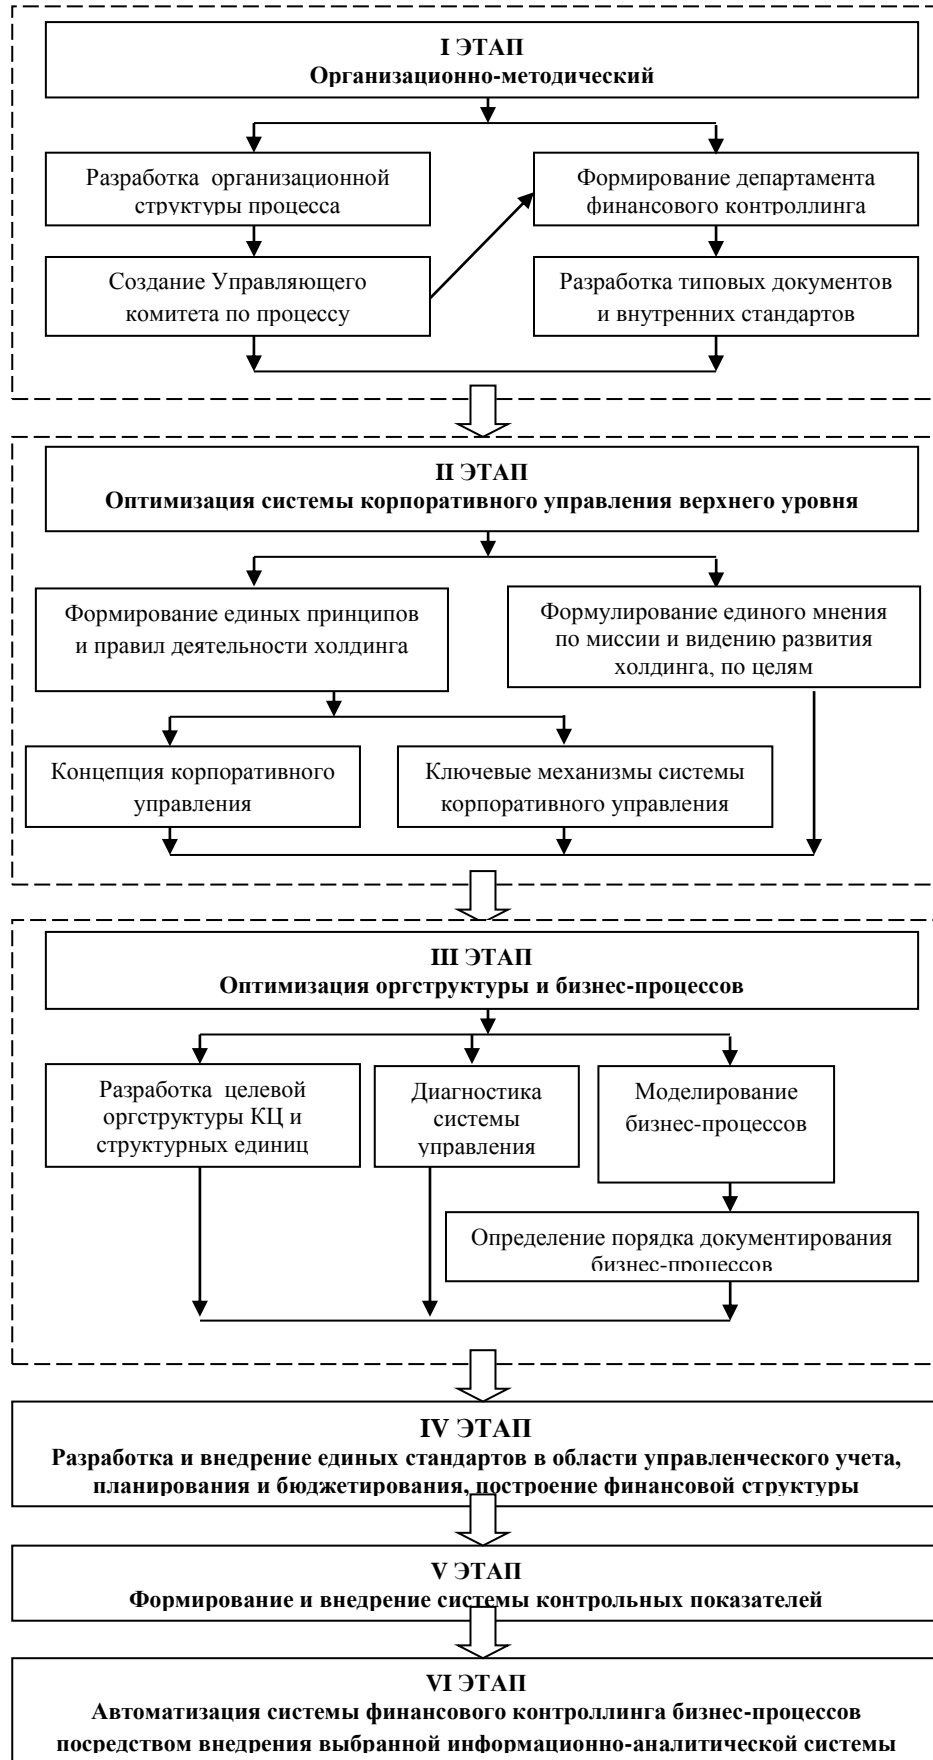 I ЭТАП
Организационно-методический
Разработка организационной
структуры процесса
Формирование департамента
финансового контроллинга
Создание Управляющего
комитета по процессу
Разработка типовых документов
и внутренних стандартов
II ЭТАП
Оптимизация системы корпоративного управления верхнего уровня
Формирование единых принципов
и правил деятельности холдинга
Формулирование единого мнения
по миссии и видению развития
холдинга, по целям
Концепция корпоративного
управления
Ключевые механизмы системы
корпоративного управления
III ЭТАП
Оптимизация оргструктуры и бизнес-процессов
Разработка целевой
оргструктуры КЦ и
структурных единиц
Диагностика
системы
управления
Моделирование
бизнес-процессов
Определение порядка документирования
бизнес-процессов
IV ЭТАП
Разработка и внедрение единых стандартов в области управленческого учета,
планирования и бюджетирования, построение финансовой структуры
V ЭТАП
Формирование и внедрение системы контрольных показателей
VI ЭТАП
Автоматизация системы финансового контроллинга бизнес-процессов
посредством внедрения выбранной информационно-аналитической системы